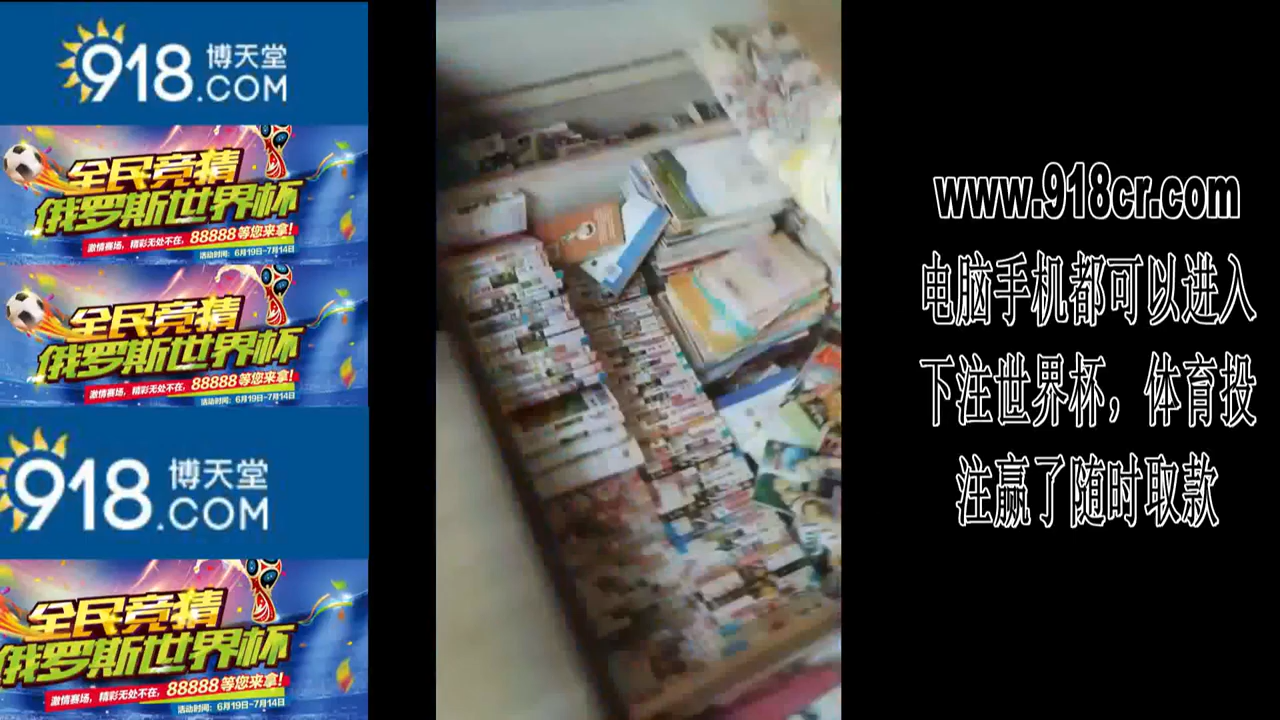 918博天堂
.COM
全民竞猜
俄罗斯世界杯
激情赛场，精彩无处不在，88888等您来拿！
活动时间：6月19日-7月14日
全民竞猜
俄罗斯世界杯
激情赛场，精彩无处不在，88888等您来拿！
活动时间：6月19日-7月14日
918博天堂
.COM
全民竞猜
俄罗斯世界杯
激情赛场，精彩无处不在，88888等您来拿！
活动时间：6月19日-7月14日
www.918cr.com
电脑手机都可以进入
下注世界杯，体育投
注赢了随时取款